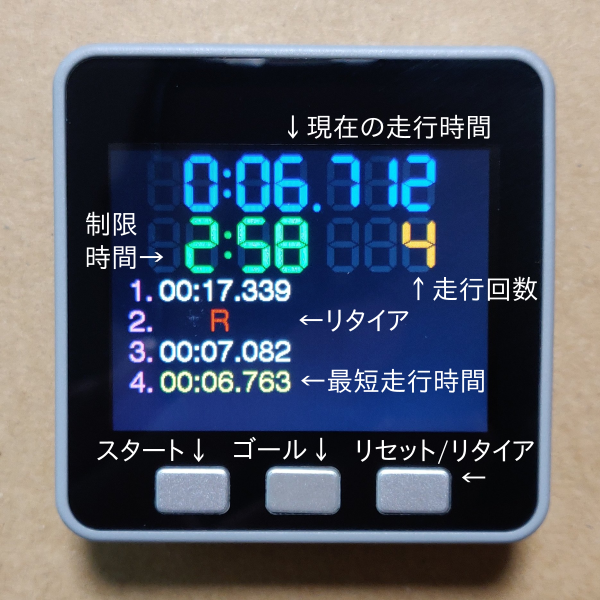 ↓現在の走行時間
0:06.712
制限
時間→
2:58 4
1. 00:17.339
↑走行回数
2. R ←リタイア
3. 00:07.082
4. 00:06.763 ←最短走行時間
スタート↓ ゴール↓ リセット/リタイア
←